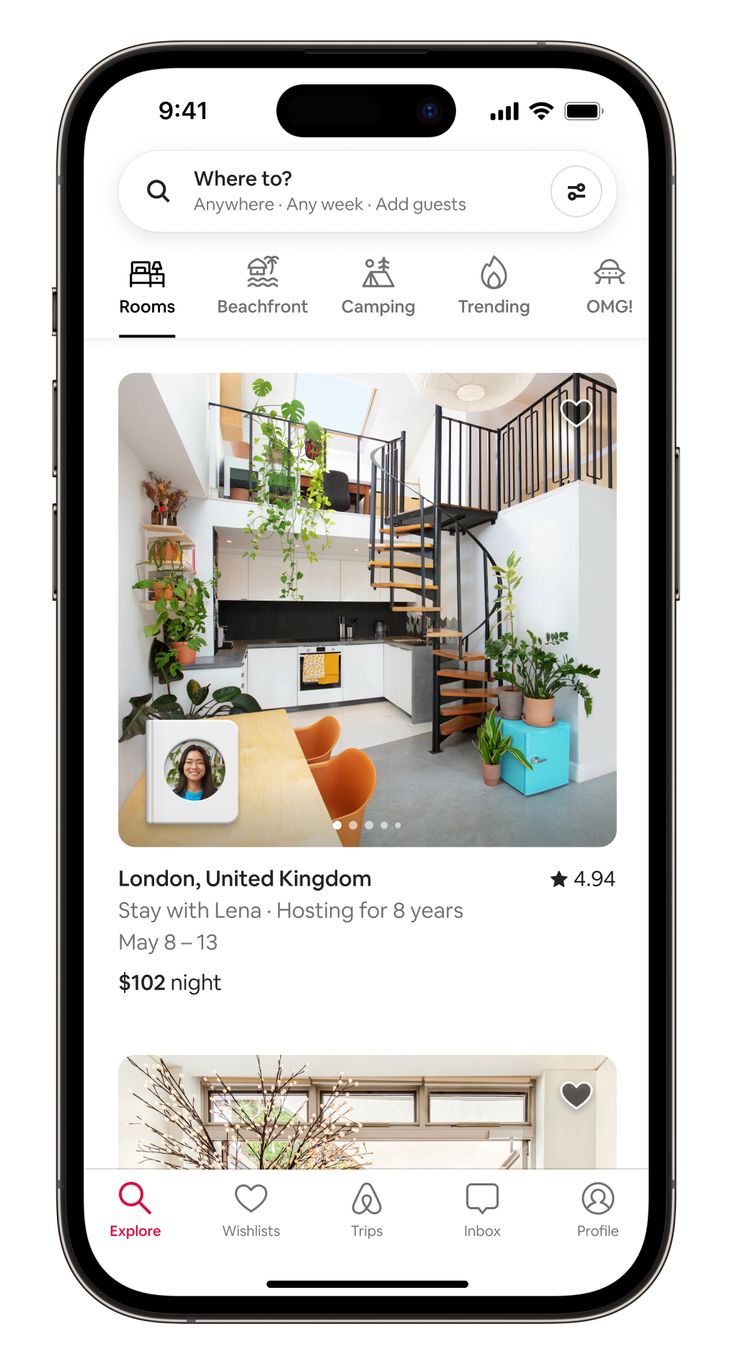 9:41
Where to?
Anywhere · Any week · Add guests
Rooms
Beachfront
Camping
Trending
OMG!
London, United Kingdom
4.94
Stay with Lena · Hosting for 8 years
May 8 – 13
$102 night
Explore
Wishlists
Trips
Inbox
Profile